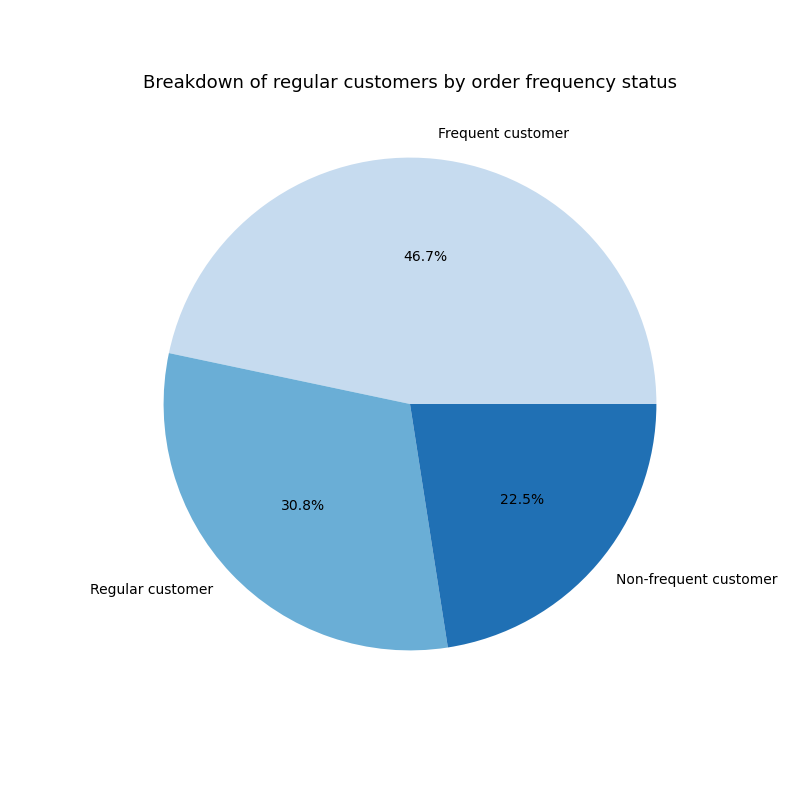 Breakdown of regular customers by order frequency status
Frequent customer
46.7%
30.8%
22.5%
Regular customer
Non-frequent customer